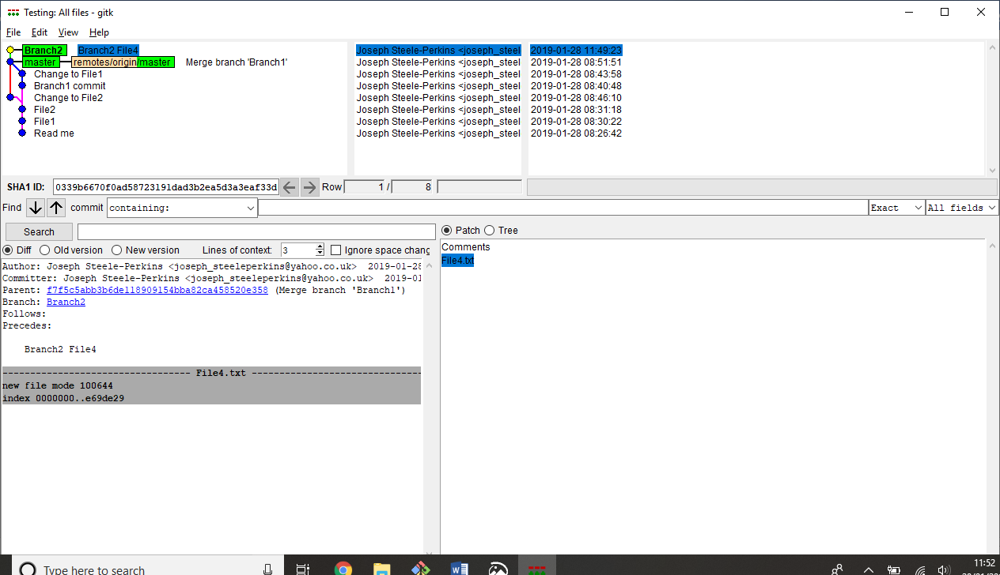 Testing: All files - gitk
File Edit View Help
Branch2 Branch2 File4 Joseph Steele-Perkins <joseph_steel 2019-01-28 11:49:23
master remotes/origin/master Merge branch 'Branch1' Joseph Steele-Perkins <joseph_steel 2019-01-28 08:51:51
Change to File1 Joseph Steele-Perkins <joseph_steel 2019-01-28 08:43:58
Branch1 commit Joseph Steele-Perkins <joseph_steel 2019-01-28 08:40:48
Change to File2 Joseph Steele-Perkins <joseph_steel 2019-01-28 08:46:10
File2 Joseph Steele-Perkins <joseph_steel 2019-01-28 08:31:18
File1 Joseph Steele-Perkins <joseph_steel 2019-01-28 08:30:22
Read me Joseph Steele-Perkins <joseph_steel 2019-01-28 08:26:42
SHA1 ID: 0339b6670f0ad58723191dad3b2ea5d3a3eaf33d Row 1 / 8
Find commit containing: Exact All fields
Search Patch Tree
Diff Old version New version Lines of context: 3 Ignore space chang
Comments
File4.txt
Author: Joseph Steele-Perkins <joseph_steeleperkins@yahoo.co.uk> 2019-01-28
Committer: Joseph Steele-Perkins <joseph_steeleperkins@yahoo.co.uk> 2019-01
Parent: f7f5c5abb3b6de118909154bba82ca458520e358 (Merge branch 'Branch1')
Branch: Branch2
Follows:
Precedes:
Branch2 File4
---------------------------------- File4.txt -------------------------------
new file mode 100644
index 0000000..e69de29
Type here to search 11:52